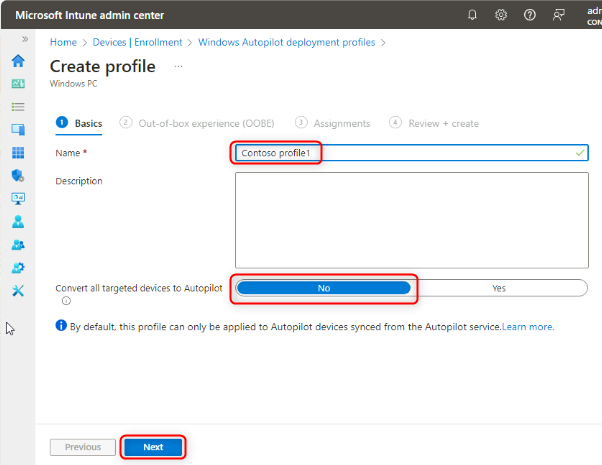 Microsoft Intune admin center
adr
CON
Home > Devices | Enrollment > Windows Autopilot deployment profiles >
Create profile ...
Windows PC
1 Basics 2 Out-of-box experience (OOBE) 3 Assignments 4 Review + create
Name * Contoso profile1
Description
Convert all targeted devices to Autopilot No Yes
By default, this profile can only be applied to Autopilot devices synced from the Autopilot service.Learn more.
Previous Next